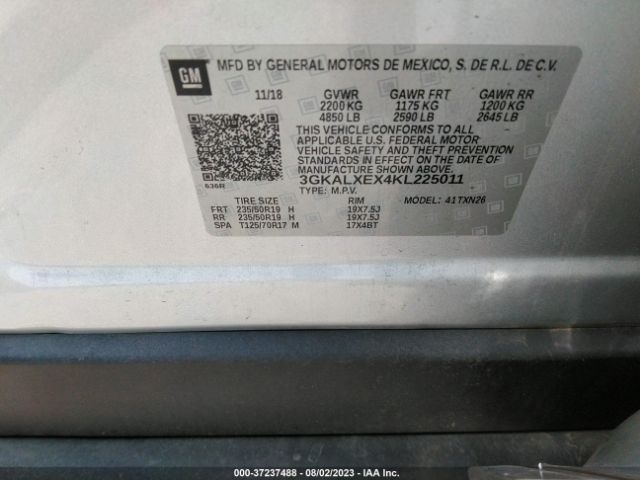 GM
MFD BY GENERAL MOTORS DE MEXICO, S. DE R.L. DE C.V.
11/18 GVWR GAWR FRT GAWR RR
2200 KG 1175 KG 1200 KG
4850 LB 2590 LB 2645 LB
THIS VEHICLE CONFORMS TO ALL
APPLICABLE U.S. FEDERAL MOTOR
VEHICLE SAFETY AND THEFT PREVENTION
STANDARDS IN EFFECT ON THE DATE OF
MANUFACTURE SHOWN ABOVE.
3GKALXEX4KL225011
636R
TYPE: M.P.V.
TIRE SIZE RIM MODEL: 41TXN26
FRT 235/50R19 H 19X7.5J
RR 235/50R19 H 19X7.5J
SPA T125/70R17 M 17X4BT
000-37237488 - 08/02/2023 - IAA Inc.